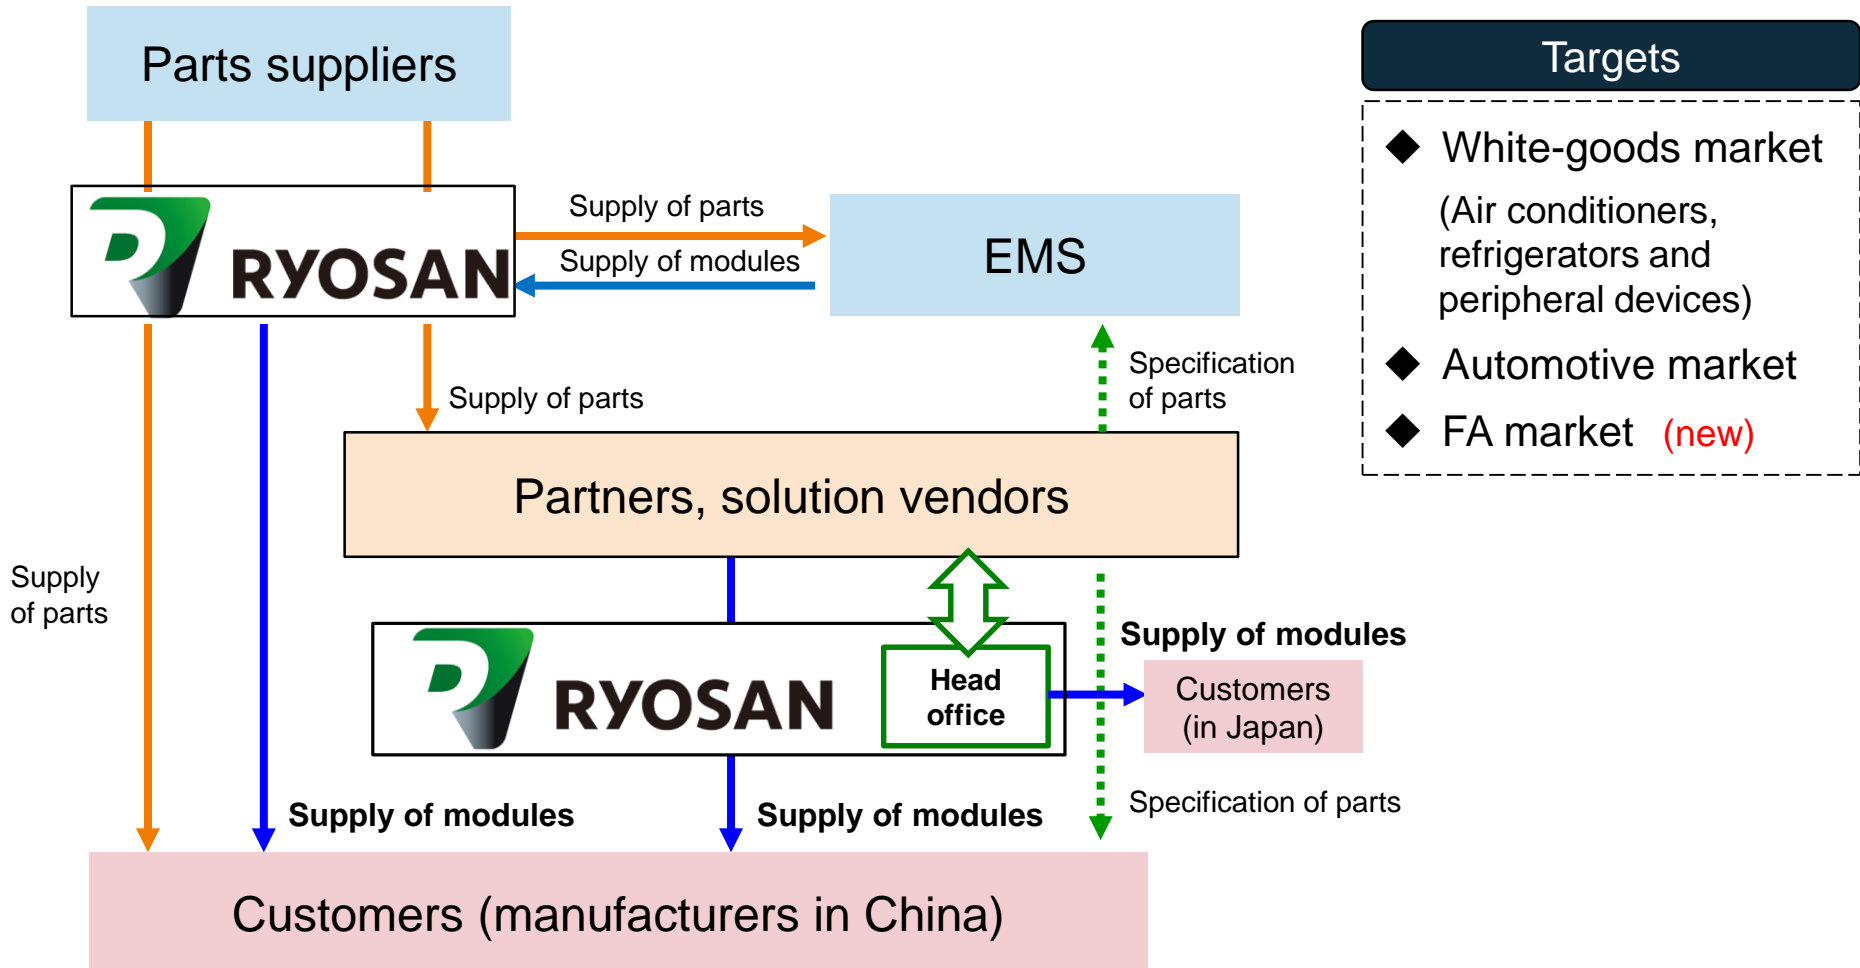 Parts suppliers
Targets
◆ White-goods market
(Air conditioners,
refrigerators and
peripheral devices)
◆ Automotive market
◆ FA market (new)
RYOSAN
Supply of parts
Supply of modules
EMS
Specification
of parts
Supply of parts
Partners, solution vendors
Supply
of parts
RYOSAN
Head
office
Supply of modules
Customers
(in Japan)
Supply of modules
Supply of modules
Specification of parts
Customers (manufacturers in China)